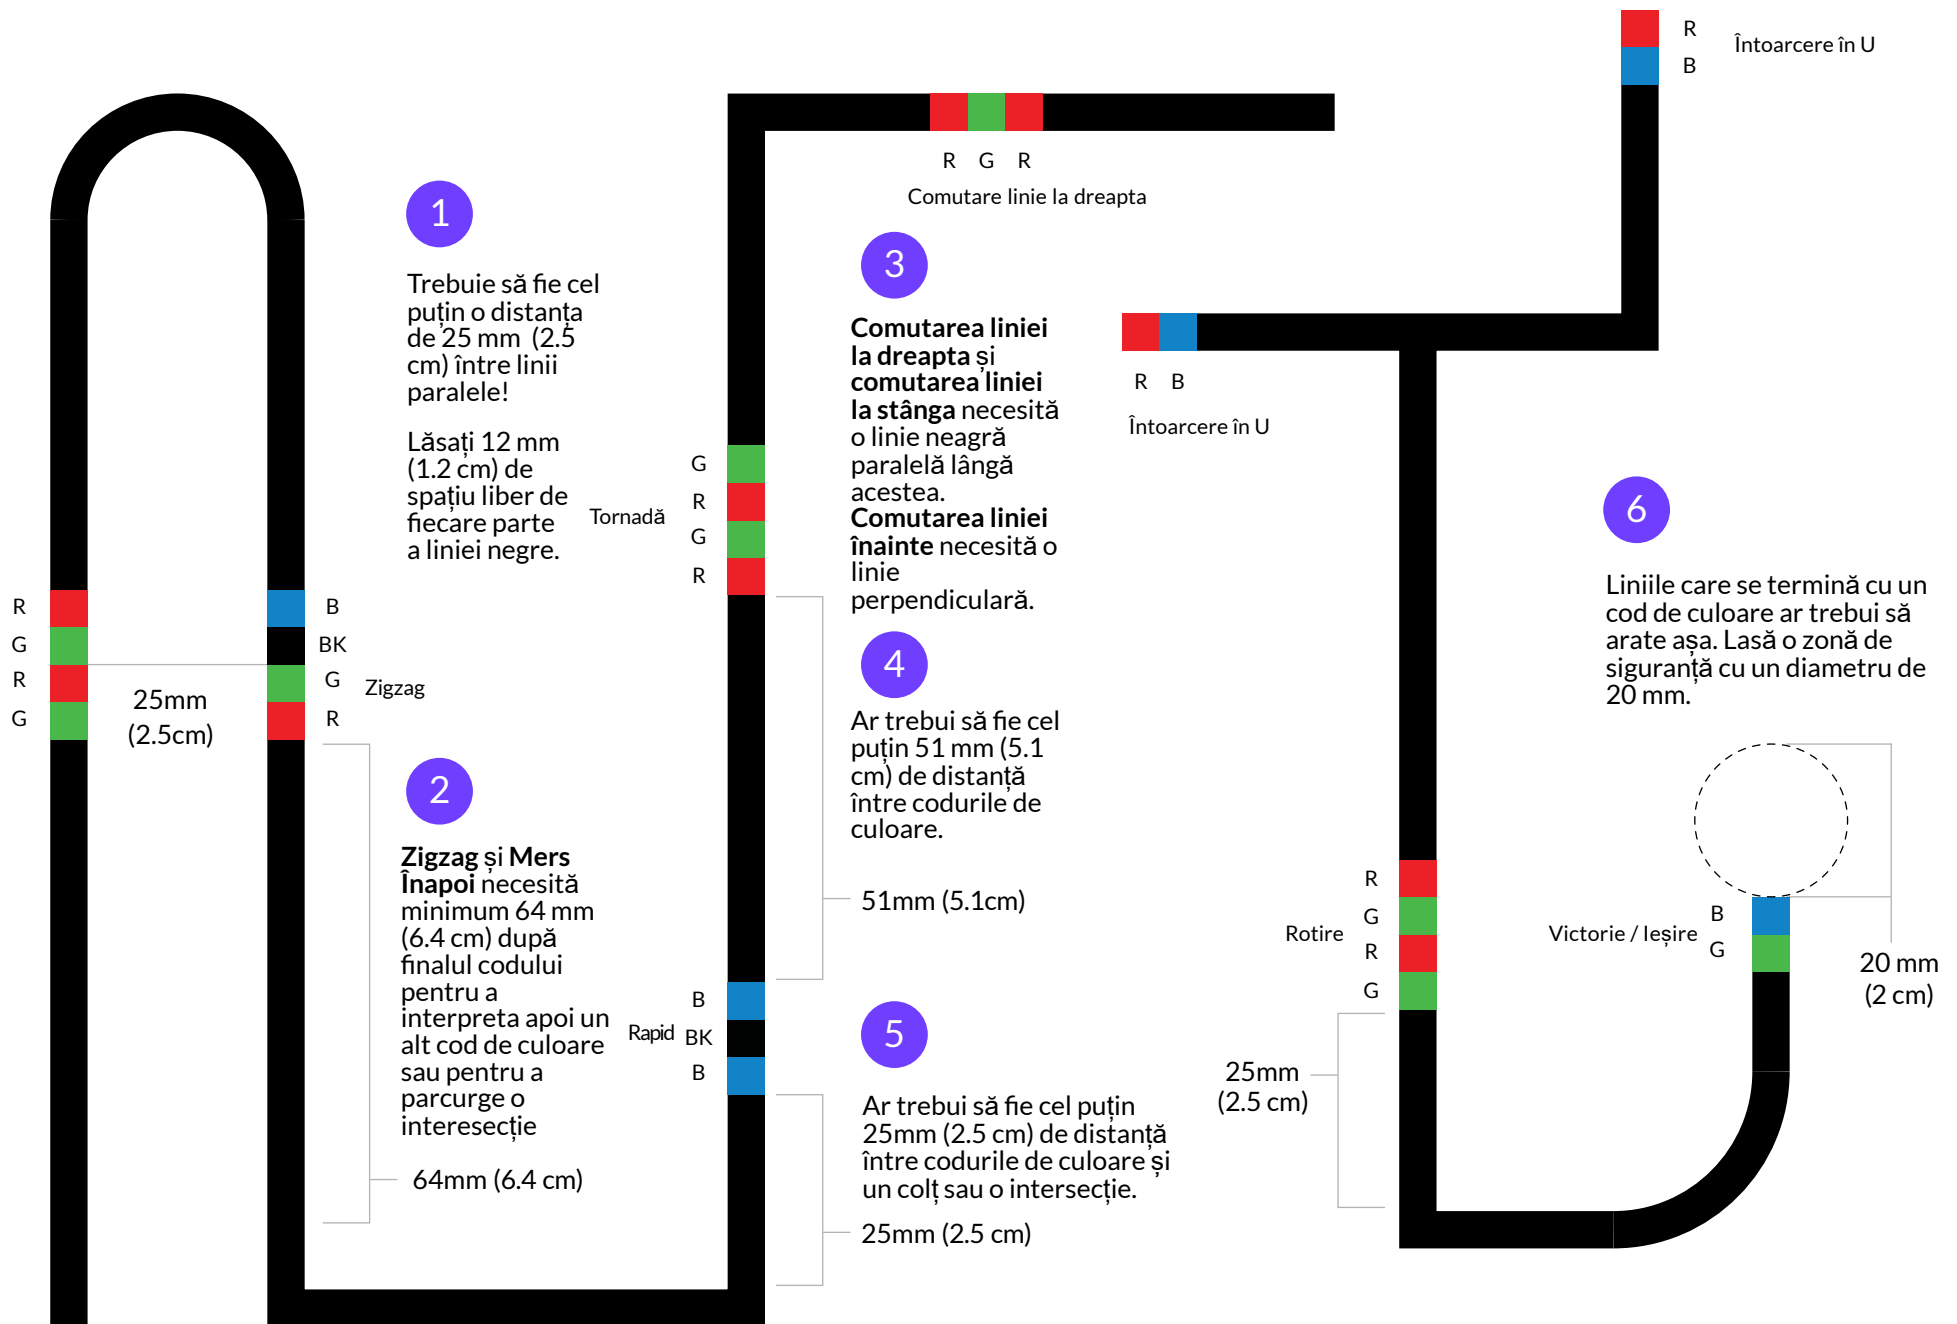 R
B
Întoarcere în U
R G R
Comutare linie la dreapta
1
Trebuie să fie cel
puțin o distanța
de 25 mm (2.5
cm) între linii
paralele!
Lăsați 12 mm
(1.2 cm) de
spațiu liber de
fiecare parte
a liniei negre.
R
G
R
G
25mm
(2.5cm)
B
BK
G
R
Zigzag
2
Zigzag și Mers
Înapoi necesită
minimum 64 mm
(6.4 cm) după
finalul codului
pentru a
interpreta apoi un
alt cod de culoare
sau pentru a
parcurge o
interesecție
64mm (6.4 cm)
G
R
G
R
Tornadă
B
BK
B
Rapid
3
Comutarea liniei
la dreapta și
comutarea liniei
la stânga necesită
o linie neagră
paralelă lângă
acestea.
Comutarea liniei
înainte necesită o
linie
perpendiculară.
4
Ar trebui să fie cel
puțin 51 mm (5.1
cm) de distanță
între codurile de
culoare.
51mm (5.1cm)
5
Ar trebui să fie cel puțin
25mm (2.5 cm) de distanță
între codurile de culoare și
un colț sau o intersecție.
25mm (2.5 cm)
R B
Întoarcere în U
R
G
R
G
Rotire
25mm
(2.5 cm)
6
Liniile care se termină cu un
cod de culoare ar trebui să
arate așa. Lasă o zonă de
siguranță cu un diametru de
20 mm.
B
G
Victorie / Ieșire
20 mm
(2 cm)